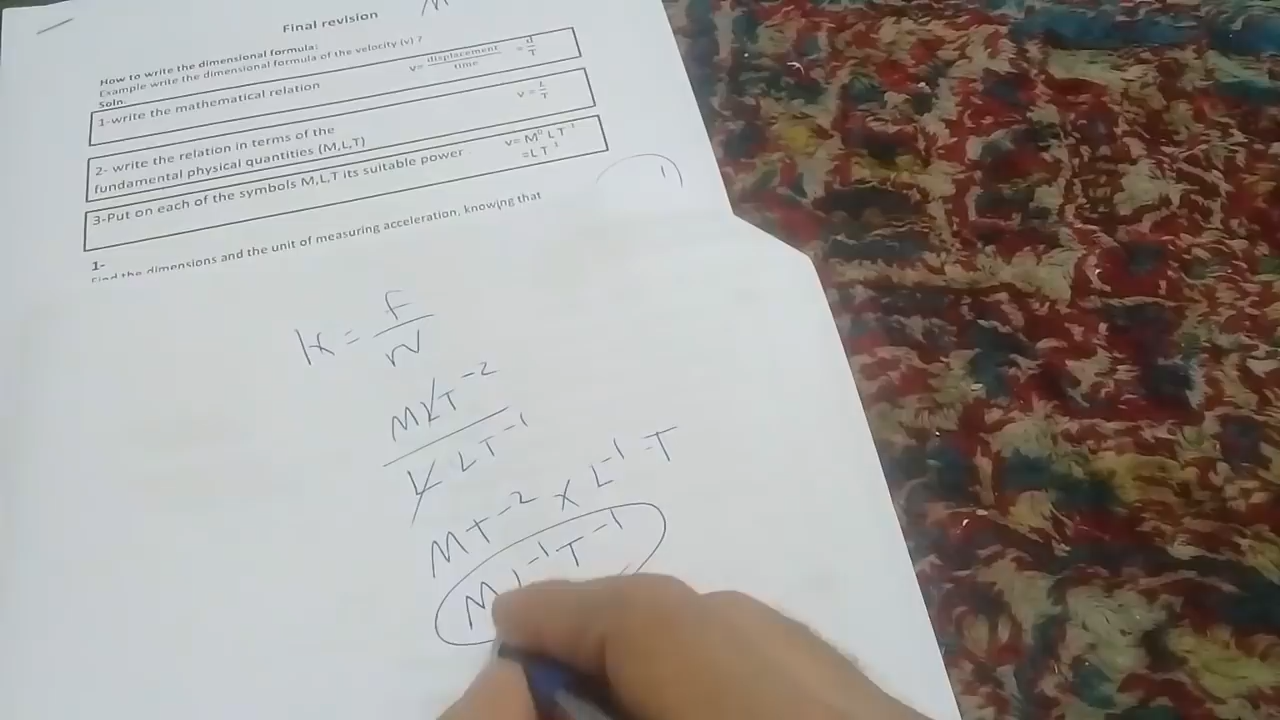 Final revision
How to write the dimensional formula:
Example write the dimensional formula of the velocity (v) ?
Soln.
1-write the mathematical relation v= displacement/time = d/T
2- write the relation in terms of the v = L/T
fundamental physical quantities (M,L,T)
3-Put on each of the symbols M,L,T its suitable power v= M⁰ L T⁻¹
=L T⁻¹
1)
1-
Find the dimensions and the unit of measuring acceleration, knowing that
K = F/rV
MLT⁻²
L LT⁻¹
MT⁻² × L⁻¹ T
M L⁻¹ T⁻¹